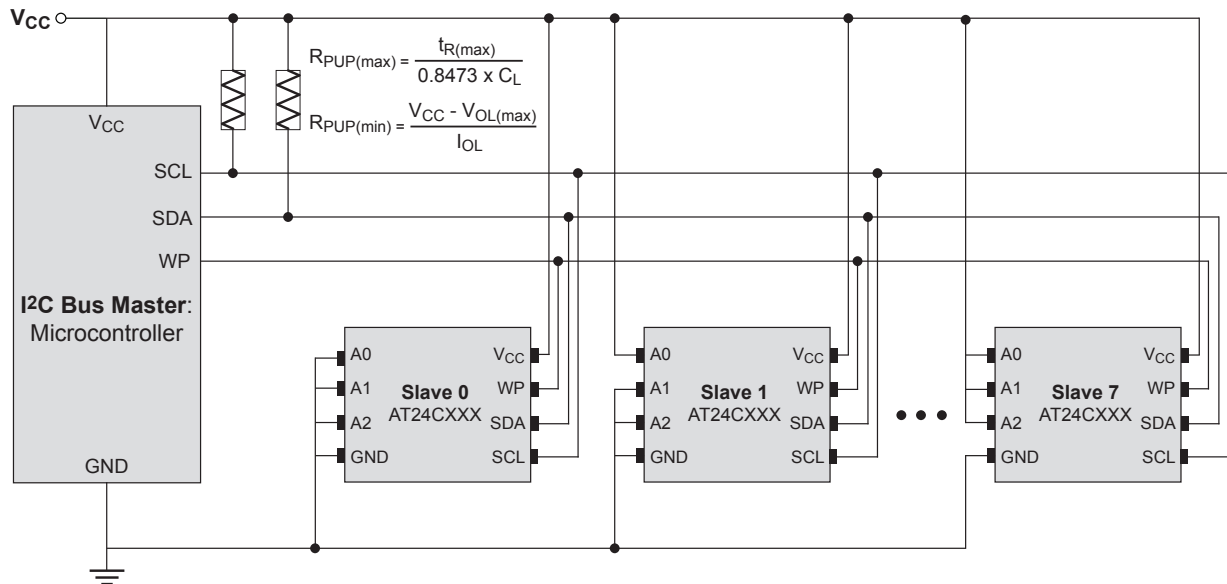 VCC
RPUP(max) = tR(max) / 0.8473 x CL
RPUP(min) = VCC - VOL(max) / IOL
VCC
SCL
SDA
WP
I2C Bus Master:
Microcontroller
GND
A0
A1
A2
GND
Slave 0
AT24CXXX
VCC
WP
SDA
SCL
A0
A1
A2
GND
Slave 1
AT24CXXX
VCC
WP
SDA
SCL
A0
A1
A2
GND
Slave 7
AT24CXXX
VCC
WP
SDA
SCL